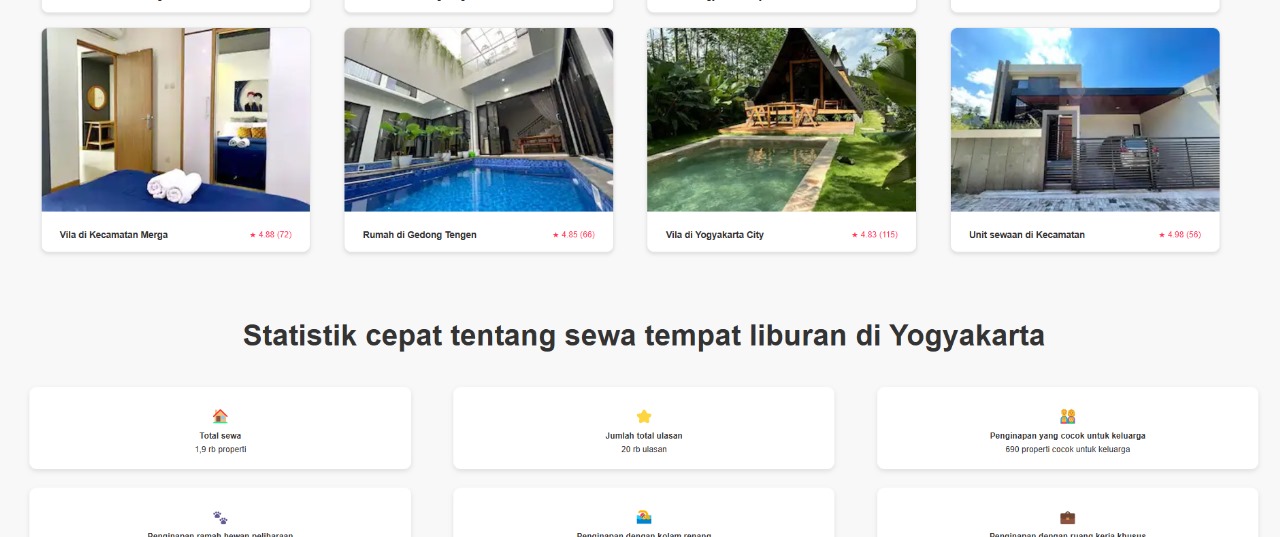 Vila di Kecamatan Merga ★ 4.88 (72)
Rumah di Gedong Tengen ★ 4.85 (66)
Vila di Yogyakarta City ★ 4.83 (115)
Unit sewaan di Kecamatan ★ 4.98 (56)
Statistik cepat tentang sewa tempat liburan di Yogyakarta
Total sewa
1,9 rb properti
Jumlah total ulasan
20 rb ulasan
Penginapan yang cocok untuk keluarga
690 properti cocok untuk keluarga
Penginapan ramah hewan peliharaan
Penginapan dengan kolam renang
Penginapan dengan ruang kerja khusus